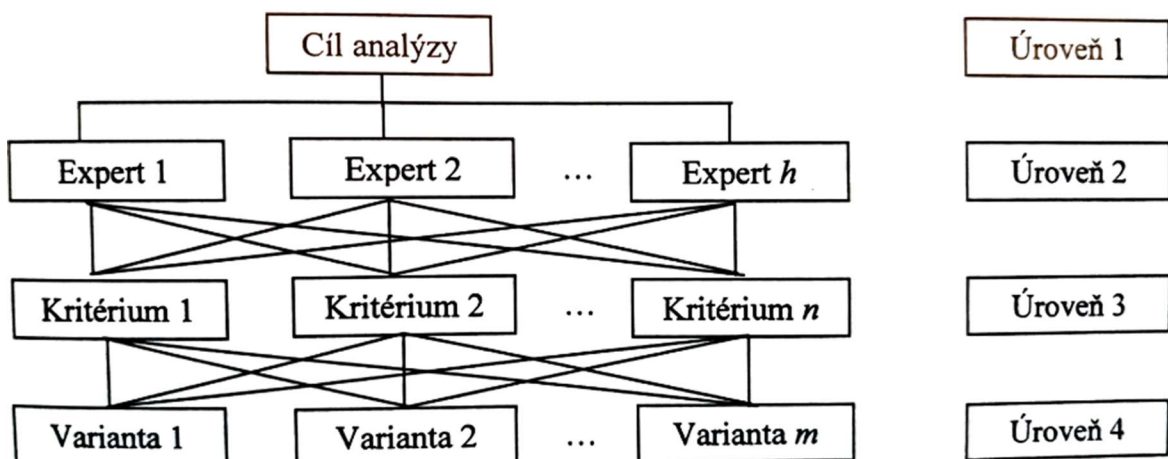 Cíl analýzy
Úroveň 1
Expert 1
Expert 2
...
Expert h
Úroveň 2
Kritérium 1
Kritérium 2
...
Kritérium n
Úroveň 3
Varianta 1
Varianta 2
...
Varianta m
Úroveň 4